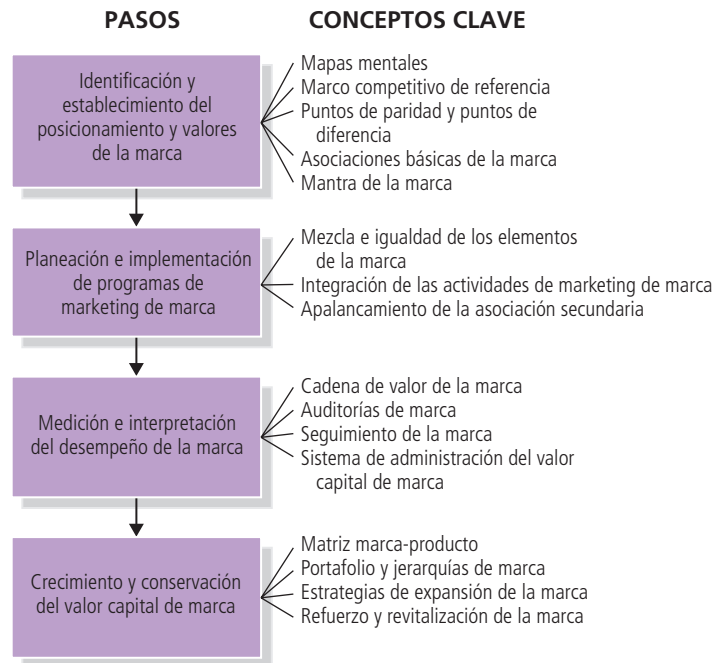 PASOS
CONCEPTOS CLAVE
Identificación y
establecimiento del
posicionamiento y valores
de la marca
Mapas mentales
Marco competitivo de referencia
Puntos de paridad y puntos de
diferencia
Asociaciones básicas de la marca
Mantra de la marca
Planeación e implementación
de programas de
marketing de marca
Mezcla e igualdad de los elementos
de la marca
Integración de las actividades de marketing de marca
Apalancamiento de la asociación secundaria
Medición e interpretación
del desempeño de la marca
Cadena de valor de la marca
Auditorías de marca
Seguimiento de la marca
Sistema de administración del valor
capital de marca
Crecimiento y conservación
del valor capital de marca
Matriz marca-producto
Portafolio y jerarquías de marca
Estrategias de expansión de la marca
Refuerzo y revitalización de la marca